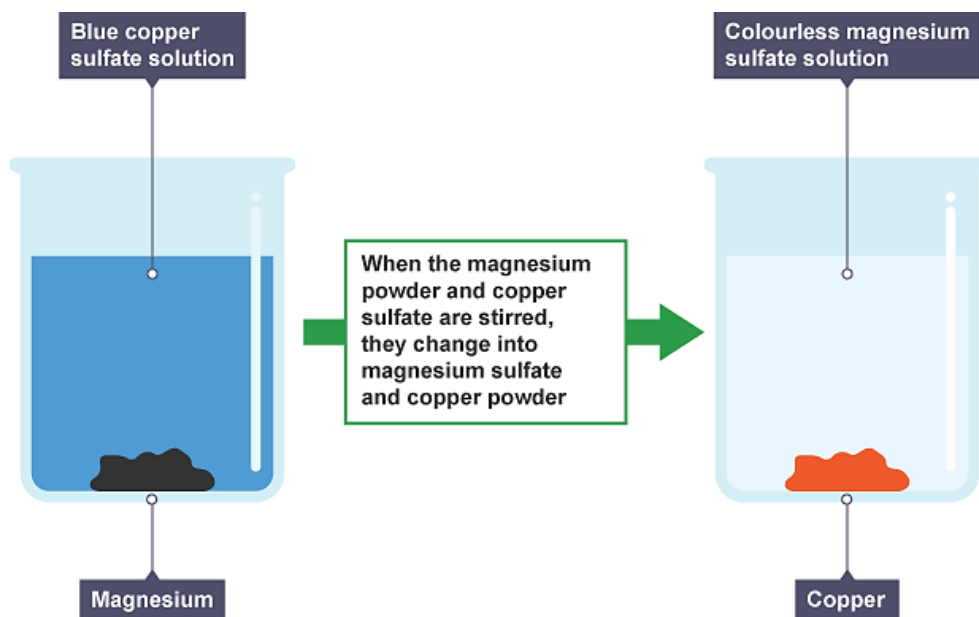 Blue copper
sulfate solution
Colourless magnesium
sulfate solution
When the magnesium
powder and copper
sulfate are stirred,
they change into
magnesium sulfate
and copper powder
Magnesium
Copper